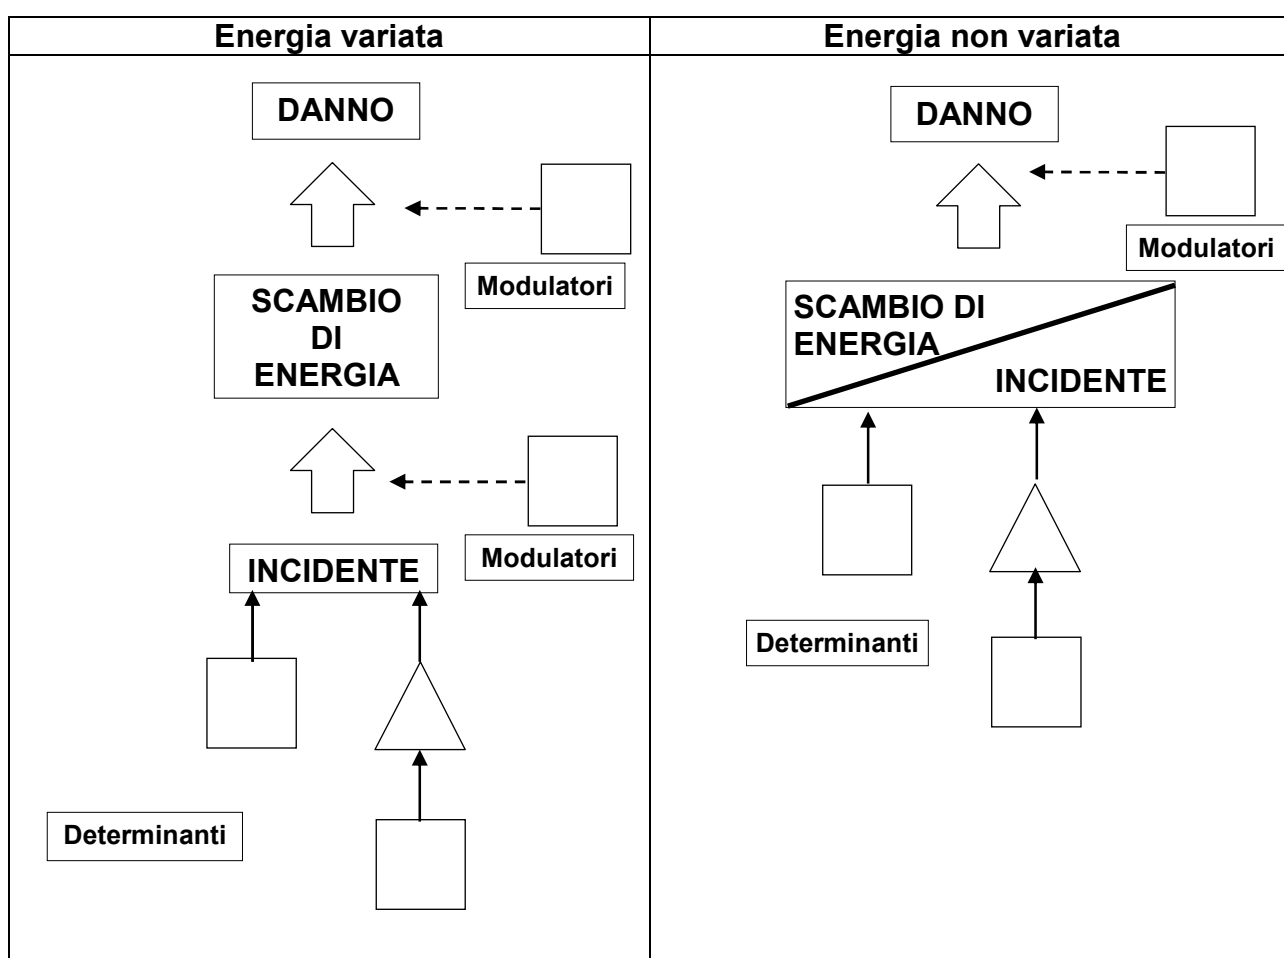 Energia variata
DANNO
Modulatori
SCAMBIO
DI
ENERGIA
Modulatori
INCIDENTE
Determinanti
Energia non variata
DANNO
Modulatori
SCAMBIO DI
ENERGIA
INCIDENTE
Determinanti